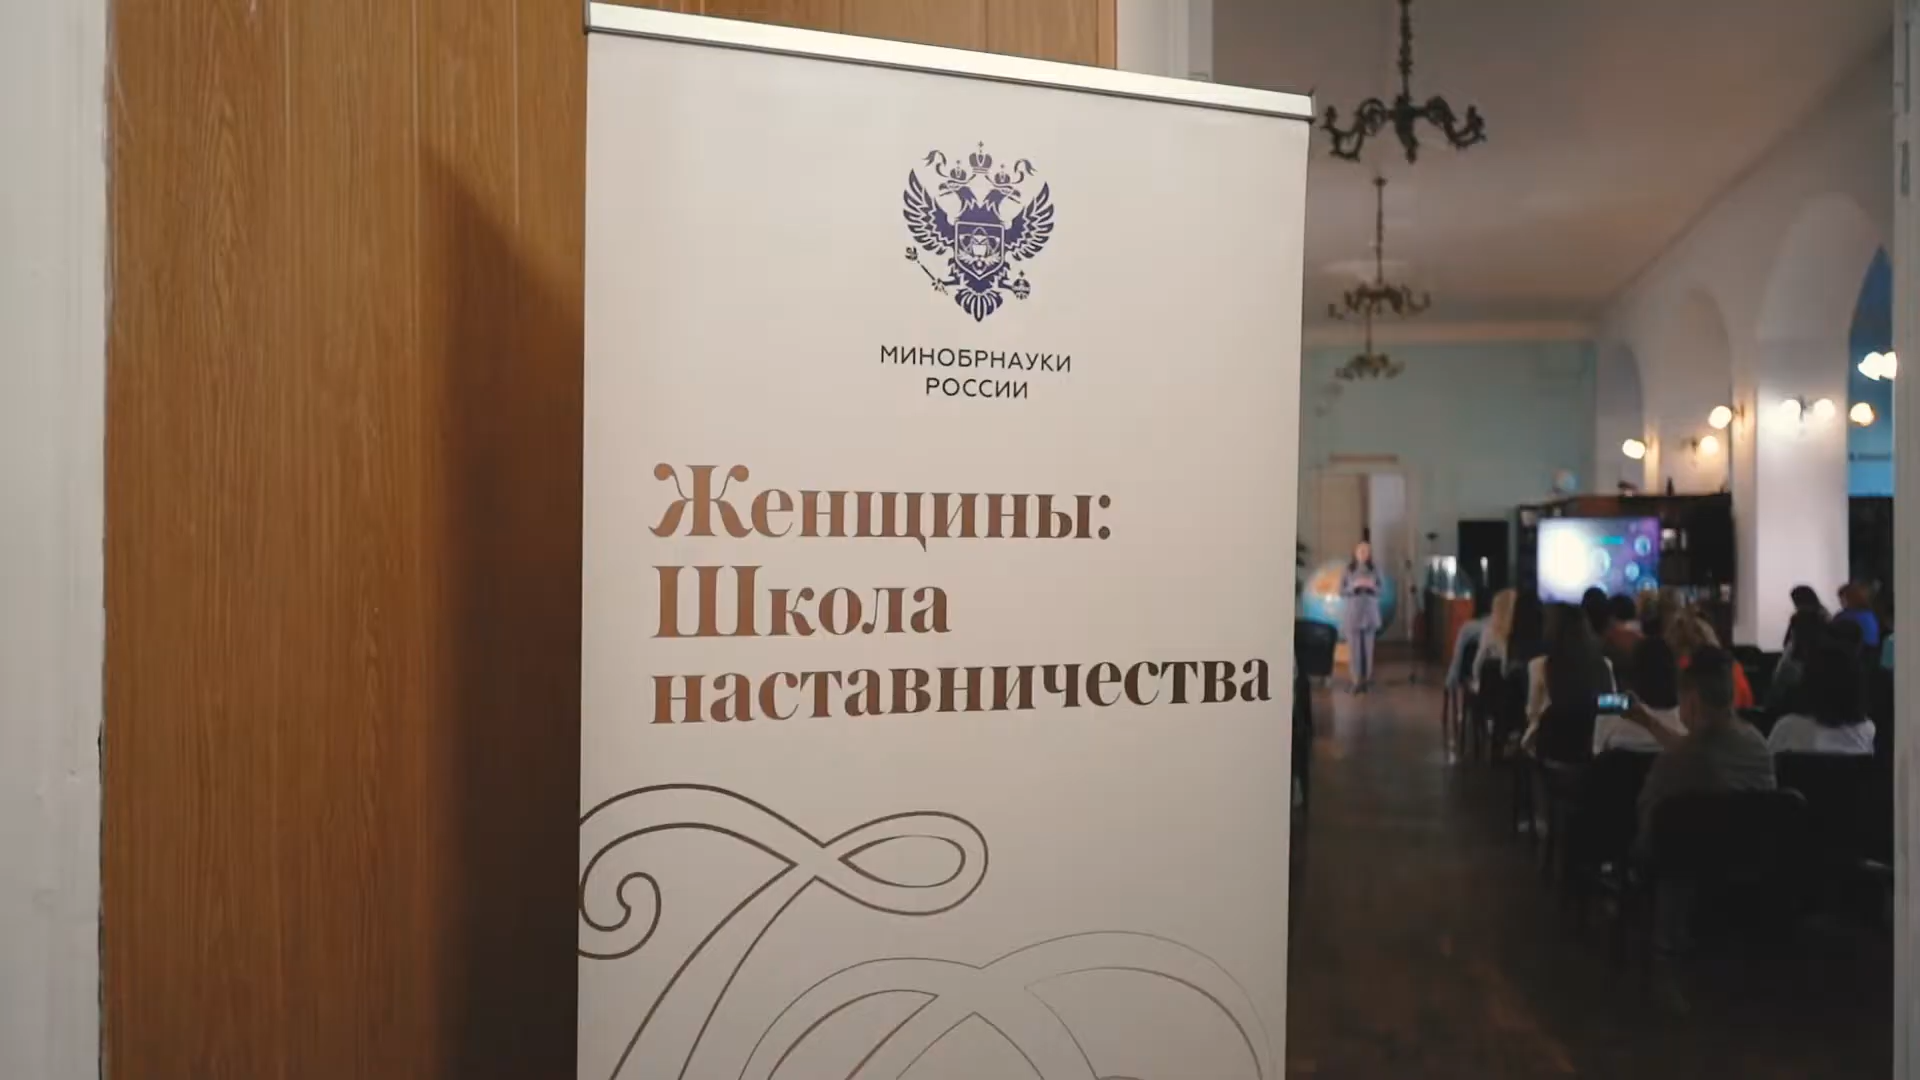 МИНОБРНАУКИ
РОССИИ
Женщины:
Школа
наставничества